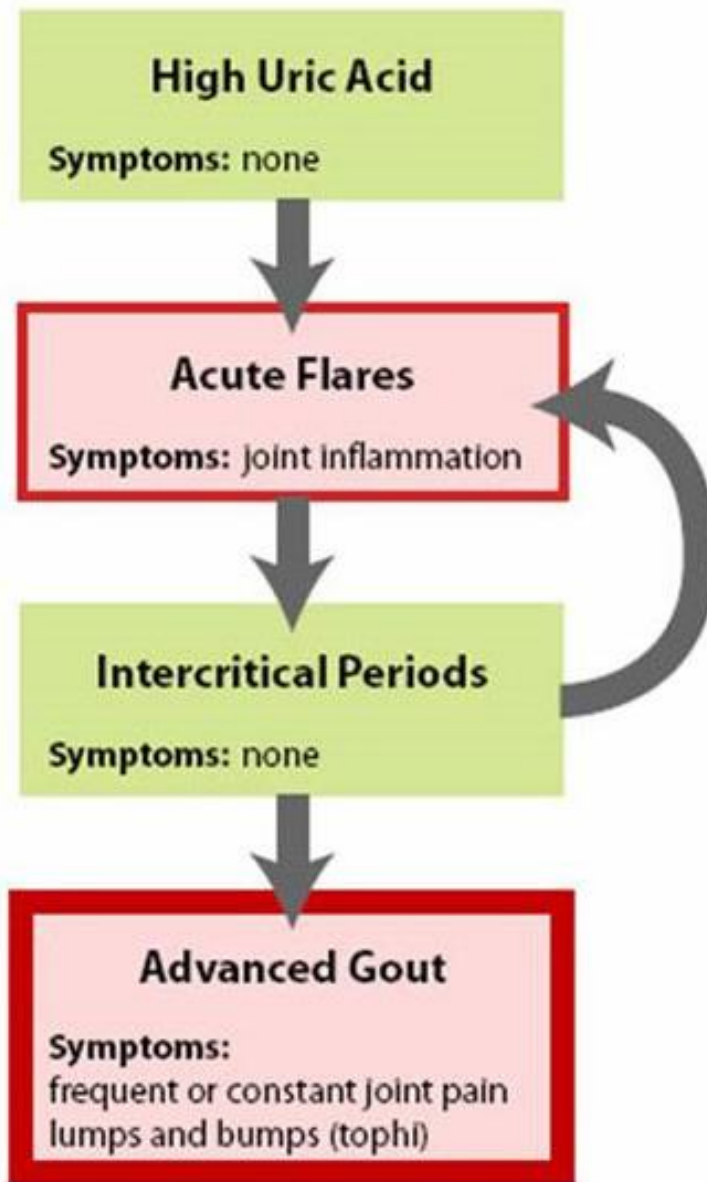 High Uric Acid
Symptoms: none
Acute Flares
Symptoms: joint inflammation
Intercritical Periods
Symptoms: none
Advanced Gout
Symptoms:
frequent or constant joint pain
lumps and bumps (tophi)